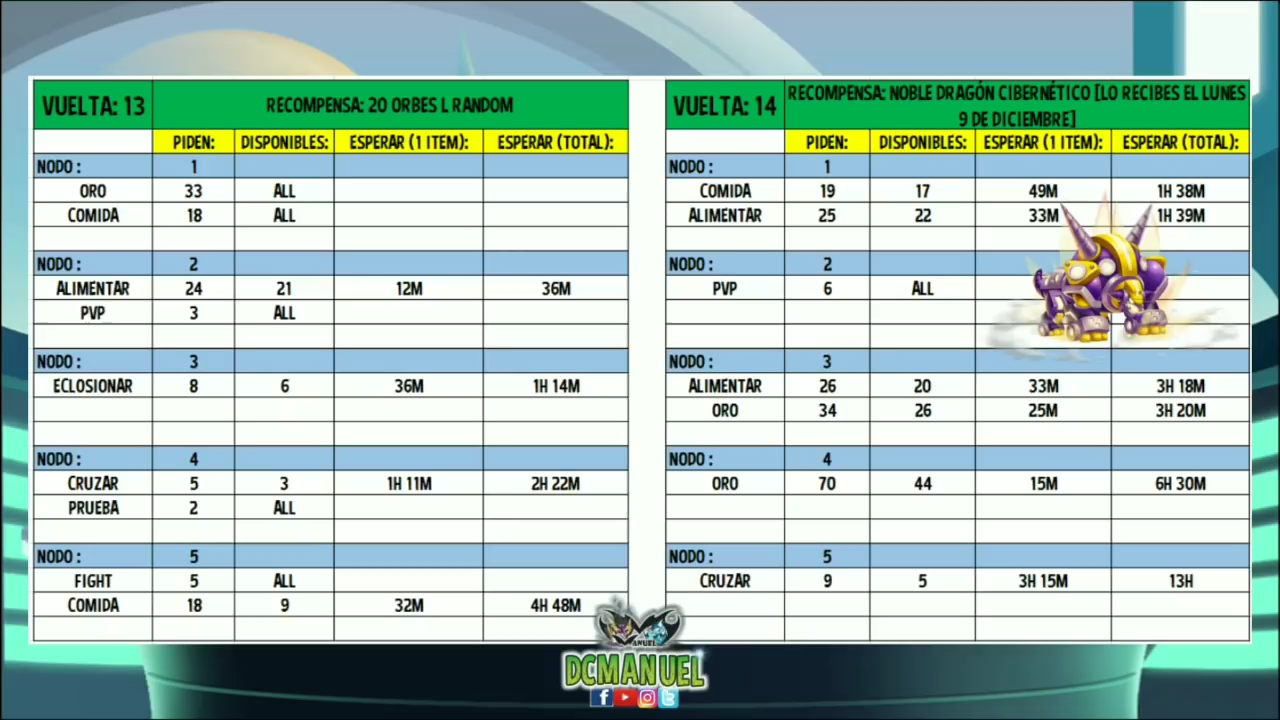 VUELTA: 13 RECOMPENSA: 20 ORBES L RANDOM
PIDEN: DISPONIBLES: ESPERAR (1 ITEM): ESPERAR (TOTAL):
NODO : 1
ORO 33 ALL
COMIDA 18 ALL
NODO : 2
ALIMENTAR 24 21 12M 36M
PVP 3 ALL
NODO : 3
ECLOSIONAR 8 6 36M 1H 14M
NODO : 4
CRUZAR 5 3 1H 11M 2H 22M
PRUEBA 2 ALL
NODO : 5
FIGHT 5 ALL
COMIDA 18 9 32M 4H 48M
VUELTA: 14 RECOMPENSA: NOBLE DRAGÓN CIBERNÉTICO [LO RECIBES EL LUNES
9 DE DICIEMBRE]
PIDEN: DISPONIBLES: ESPERAR (1 ITEM): ESPERAR (TOTAL):
NODO : 1
COMIDA 19 17 49M 1H 38M
ALIMENTAR 25 22 33M 1H 39M
NODO : 2
PVP 6 ALL
NODO : 3
ALIMENTAR 26 20 33M 3H 18M
ORO 34 26 25M 3H 20M
NODO : 4
ORO 70 44 15M 6H 30M
NODO : 5
CRUZAR 9 5 3H 15M 13H
DCMANUEL